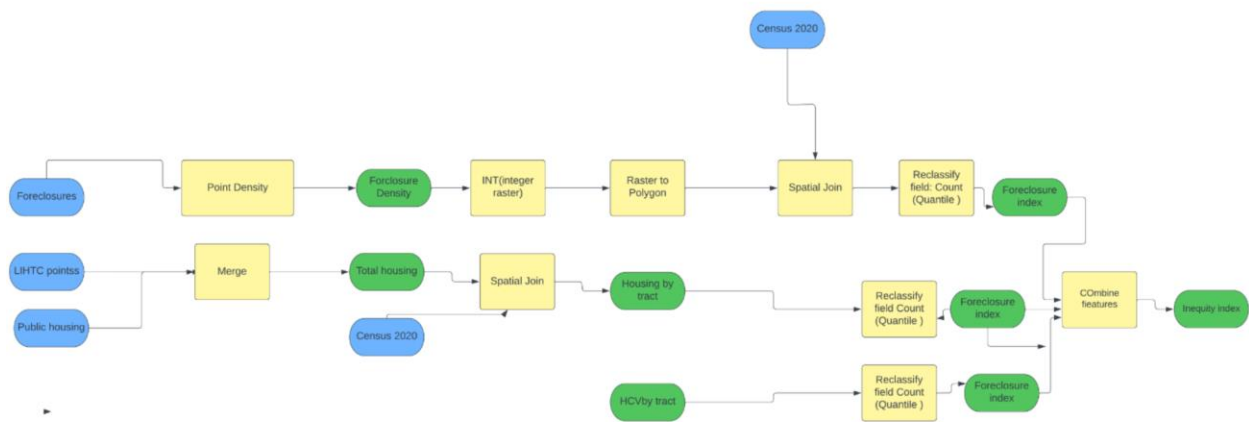 Census 2020
Foreclosures
Point Density
Forclosure
Density
INT(integer
raster)
Raster to
Polygon
Spatial Join
Reclassify
field: Count
(Quantile )
Foreclosure
index
LIHTC pointss
Merge
Total housing
Spatial Join
Housing by
tract
Reclassify
field Count
(Quantile )
Foreclosure
index
COmbine
fieatures
Inequity index
Public housing
Census 2020
HCVby tract
Reclassify
field Count
(Quantile )
Foreclosure
index